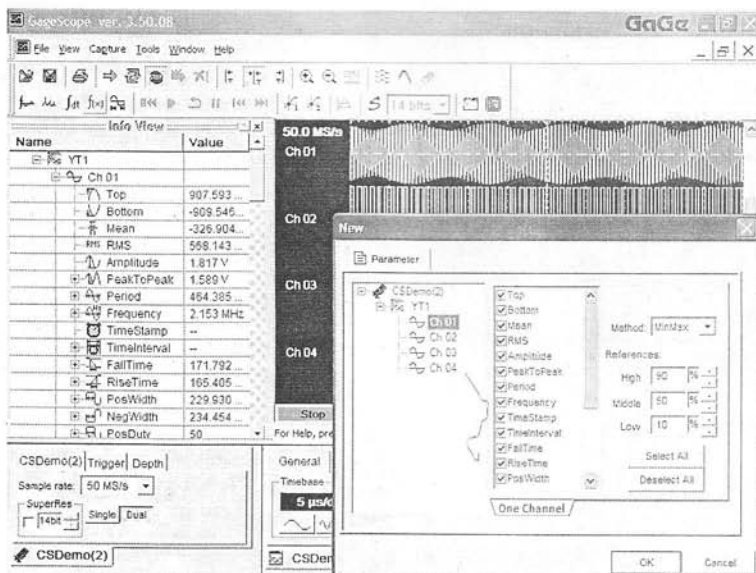 GageScope ver. 3.50.08
GaGe
File View Capture Tools Window Help
14 bits
Info View
Name Value
YT1
Ch 01
Top 907.593...
Bottom -909.545...
Mean -326.904...
RMS RMS 558.143...
Amplitude 1.817 V
PeakToPeak 1.589 V
Period 464.385...
Frequency 2.153 MHz
TimeStamp --
TimeInterval --
FallTime 171.792...
RiseTime 165.405...
PosWidth 229.930...
NegWidth 234.454...
PosDuty 50
50.0 MS/s
Ch 01
Ch 02
Ch 03
Ch 04
Stop
For Help, pre
CSDemo(2) Trigger Depth
Sample rate: 50 MS/s
SuperRes
14bit
Single Dual
CSDemo(2)
General
Timebase
5 µs/d
CSDem
New
Parameter
CSDemo(2)
YT1
Ch 01
Ch 02
Ch 03
Ch 04
Top
Bottom
Mean
RMS
Amplitude
PeakToPeak
Period
Frequency
TimeStamp
TimeInterval
FallTime
RiseTime
PosWidth
Method: MinMax
References:
High 90 %
Middle 50 %
Low 10 %
Select All
Deselect All
One Channel
OK Cancel